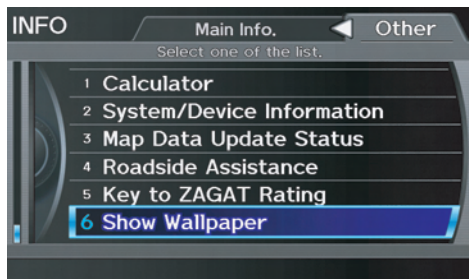 INFO
Main Info.
Other
Select one of the list.
1 Calculator
2 System/Device Information
3 Map Data Update Status
4 Roadside Assistance
5 Key to ZAGAT Rating
6 Show Wallpaper